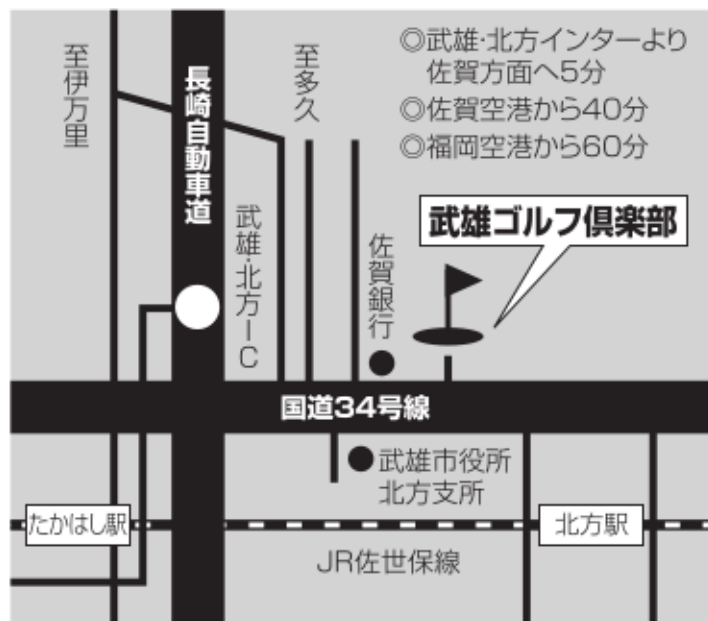 ◎武雄・北方インターより
佐賀方面へ5分
◎佐賀空港から40分
◎福岡空港から60分
至伊万里
長崎自動車道
至多久
武雄・北方IC
佐賀銀行
武雄ゴルフ倶楽部
国道34号線
武雄市役所
北方支所
たかはし駅
北方駅
JR佐世保線